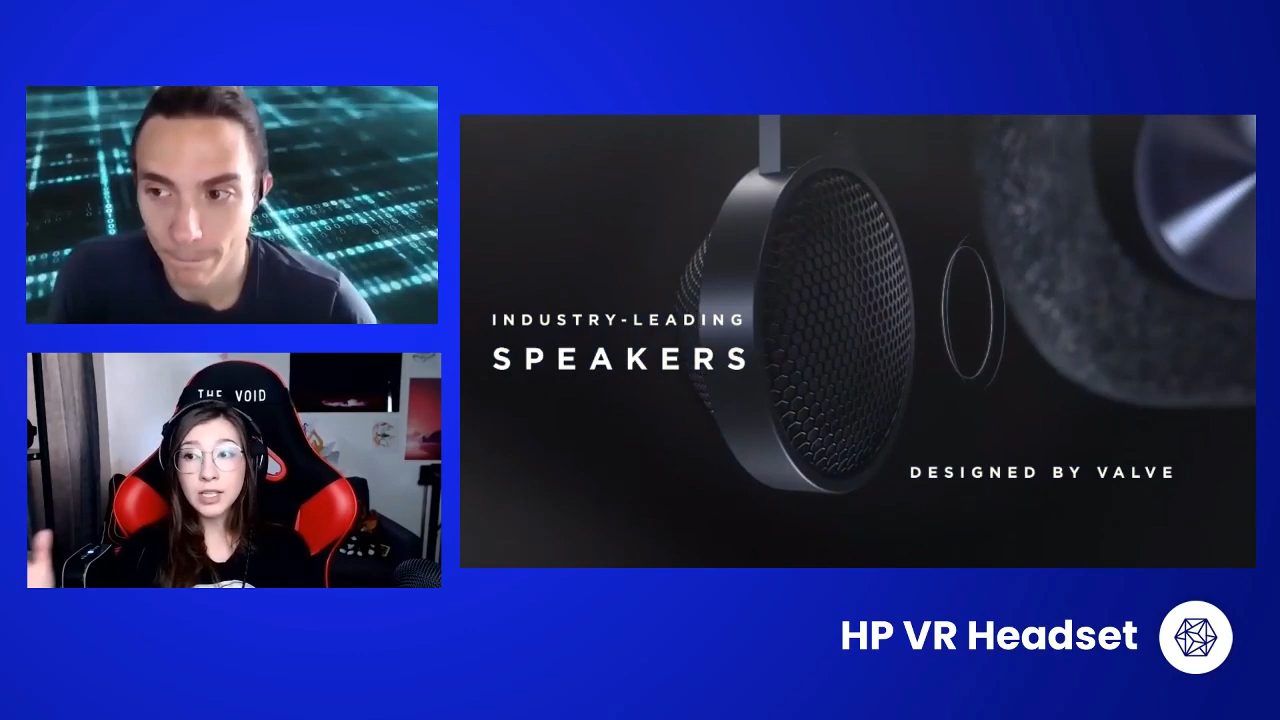 THE VOID
INDUSTRY-LEADING
SPEAKERS
DESIGNED BY VALVE
HP VR Headset